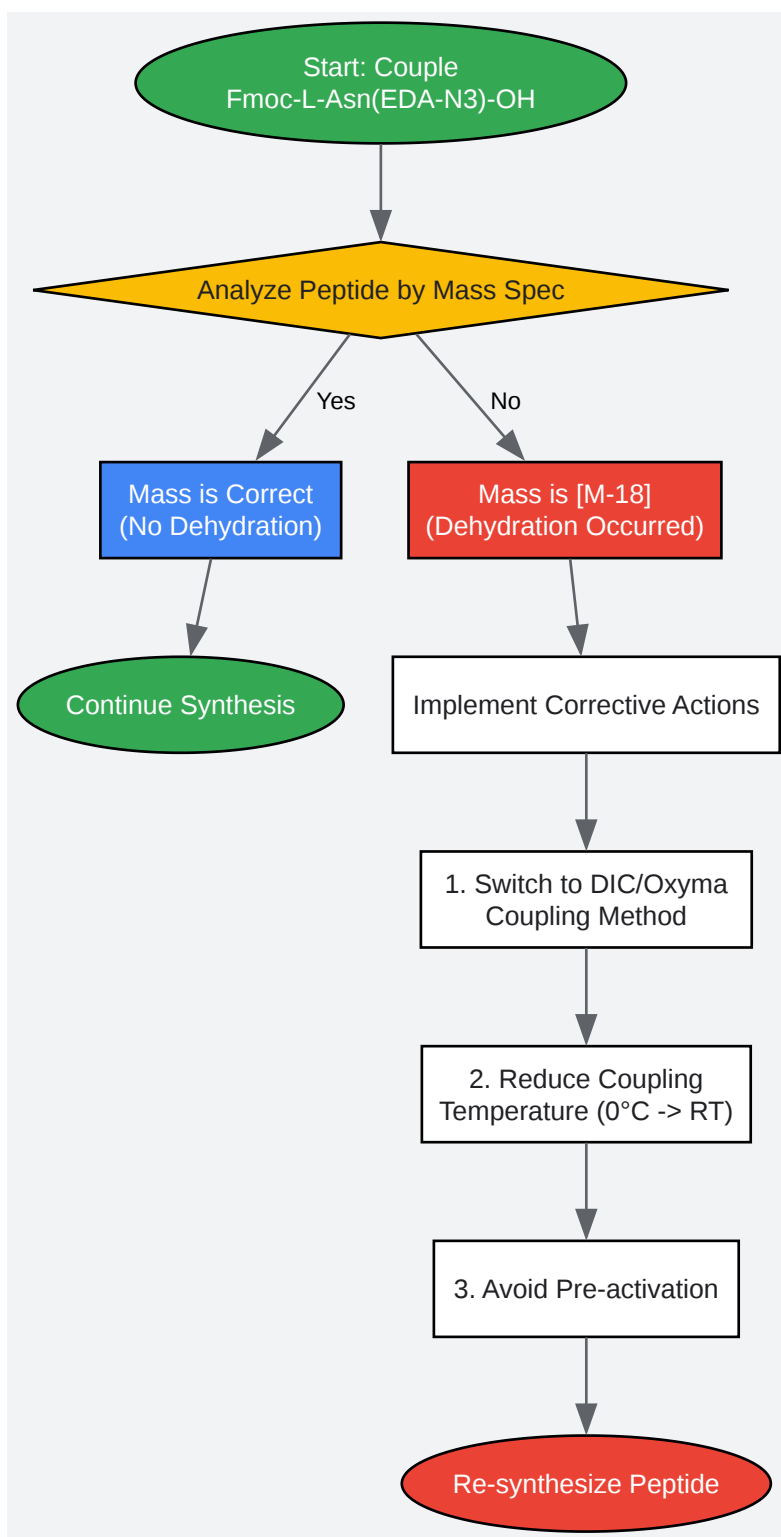 Start: Couple
Fmoc-L-Asn(EDA-N3)-OH
Analyze Peptide by Mass Spec
Yes
No
Mass is Correct
(No Dehydration)
Mass is [M-18]
(Dehydration Occurred)
Continue Synthesis
Implement Corrective Actions
1. Switch to DIC/Oxyma
Coupling Method
2. Reduce Coupling
Temperature (0°C -> RT)
3. Avoid Pre-activation
Re-synthesize Peptide